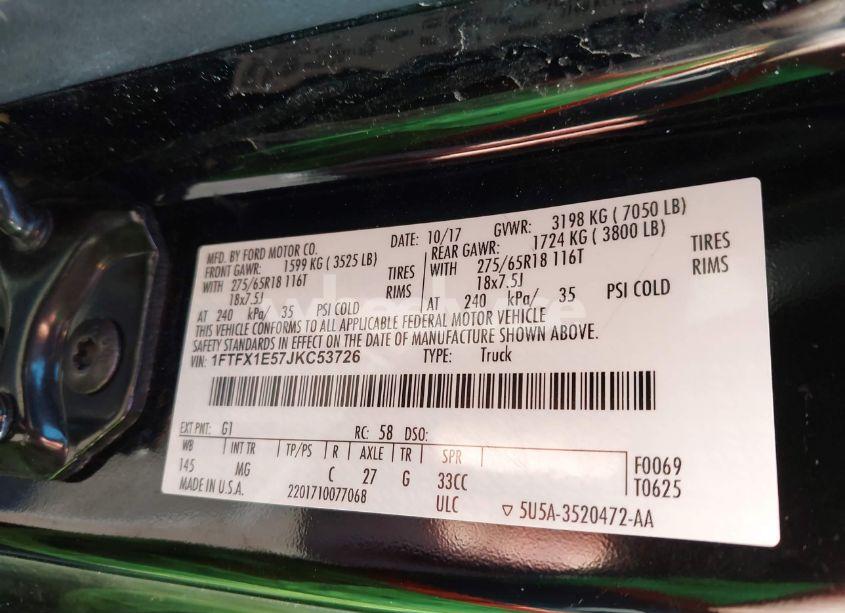 MFD. BY FORD MOTOR CO.
DATE: 10/17 GVWR: 3198 KG ( 7050 LB)
FRONT GAWR: 1599 KG ( 3525 LB)
REAR GAWR: 1724 KG ( 3800 LB)
WITH 275/65R18 116T TIRES
WITH 275/65R18 116T TIRES
18x7.5J RIMS
18x7.5J RIMS
AT 240 kPa/ 35 PSI COLD
AT 240 kPa/ 35 PSI COLD
THIS VEHICLE CONFORMS TO ALL APPLICABLE FEDERAL MOTOR VEHICLE
SAFETY STANDARDS IN EFFECT ON THE DATE OF MANUFACTURE SHOWN ABOVE.
VIN: 1FTFX1E57JKC53726 TYPE: Truck
EXT PNT: G1 RC: 58 DSO:
WB INT TR TP/PS R AXLE TR SPR
145 MG C 27 G 33CC
F0069
T0625
MADE IN U.S.A. 2201710077068 ULC ▽ 5U5A-3520472-AA